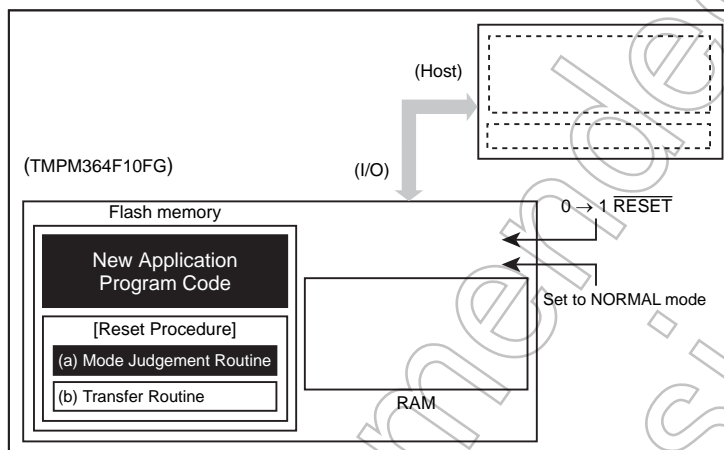 (Host)
(TMPM364F10FG)
(I/O)
Flash memory
0 → 1 RESET
New Application
Program Code
Set to NORMAL mode
[Reset Procedure]
(a) Mode Judgement Routine
(b) Transfer Routine
RAM